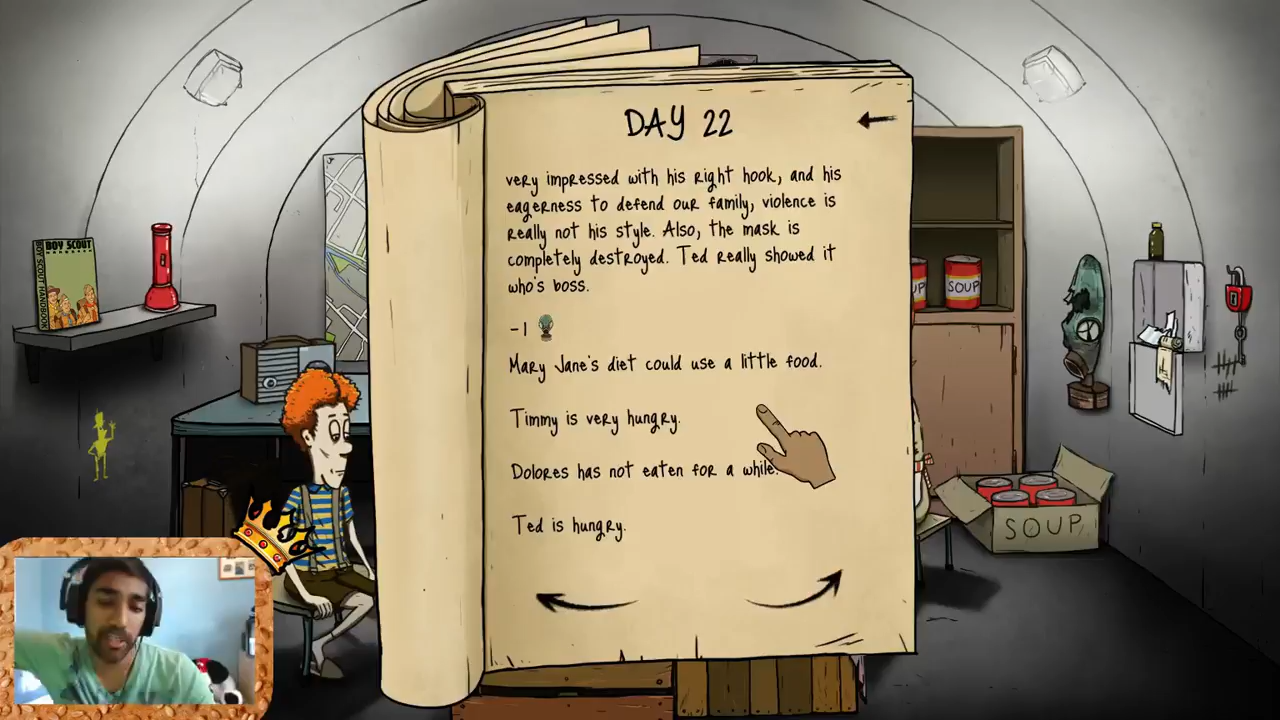 DAY 22
very impressed with his right hook, and his
eagerness to defend our family, violence is
really not his style. Also, the mask is
completely destroyed. Ted really showed it
who's boss.
-1
Mary Jane's diet could use a little food.
Timmy is very hungry.
Dolores has not eaten for a while.
Ted is hungry.
BOY SCOUT
BOY SCOUT HANDBOOK
UP
SOUP
SOUP